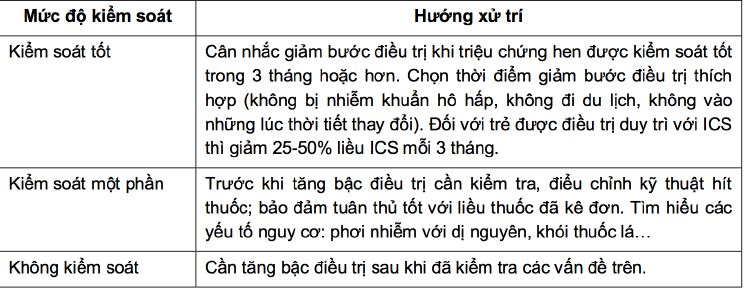 Mức độ kiểm soát
Hướng xử trí
Kiểm soát tốt
Cân nhắc giảm bước điều trị khi triệu chứng hen được kiểm soát tốt
trong 3 tháng hoặc hơn. Chọn thời điểm giảm bước điều trị thích
hợp (không bị nhiễm khuẩn hô hấp, không đi du lịch, không vào
những lúc thời tiết thay đổi). Đối với trẻ được điều trị duy trì với ICS
thì giảm 25-50% liều ICS mỗi 3 tháng.
Kiểm soát một phần
Trước khi tăng bậc điều trị cần kiểm tra, điều chỉnh kỹ thuật hít
thuốc; bảo đảm tuân thủ tốt với liều thuốc đã kê đơn. Tìm hiểu các
yếu tố nguy cơ: phơi nhiễm với dị nguyên, khói thuốc lá…
Không kiểm soát
Cần tăng bậc điều trị sau khi đã kiểm tra các vấn đề trên.